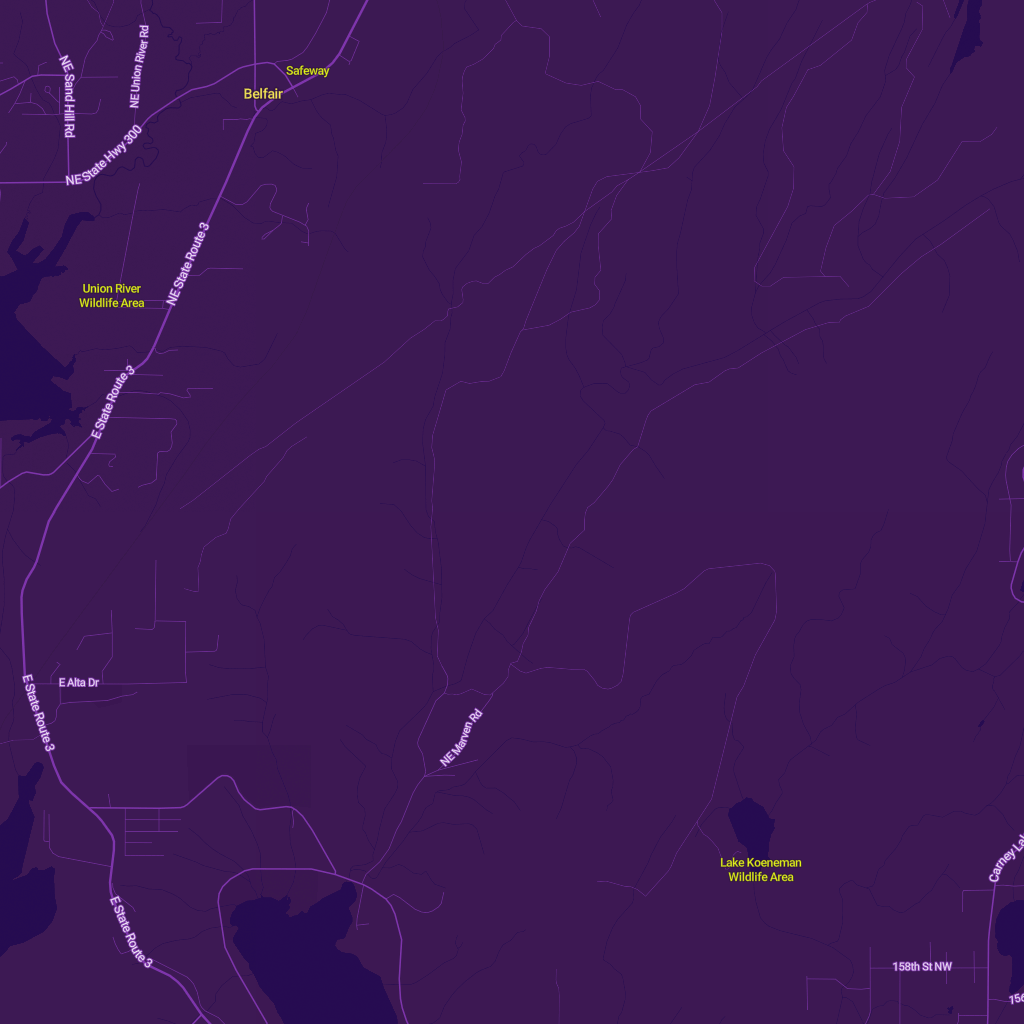 NE Union River Rd
NE Sand Hill Rd
Safeway
Belfair
NE State Hwy 300
NE State Route 3
Union River
Wildlife Area
E State Route 3
E State Route 3
E Alta Dr
NE Marven Rd
Lake Koeneman
Wildlife Area
E State Route 3
158th St NW